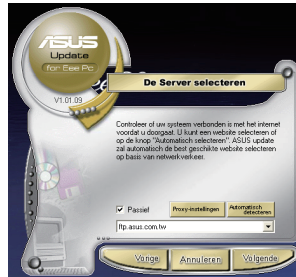 ASUS
Update
for Eee Pc
V1.01.09
De Server selecteren
Controleer of uw systeem verbonden is met het internet
voordat u doorgaat. U kunt een website selecteren of
op de knop "Automatisch selecteren". ASUS update
zal automatisch de best geschikte website selecteren
op basis van netwerkverkeer.
Passief
Proxy-instellingen
Automatisch
detecteren
ftp.asus.com.tw
Vorige
Annuleren
Volgende